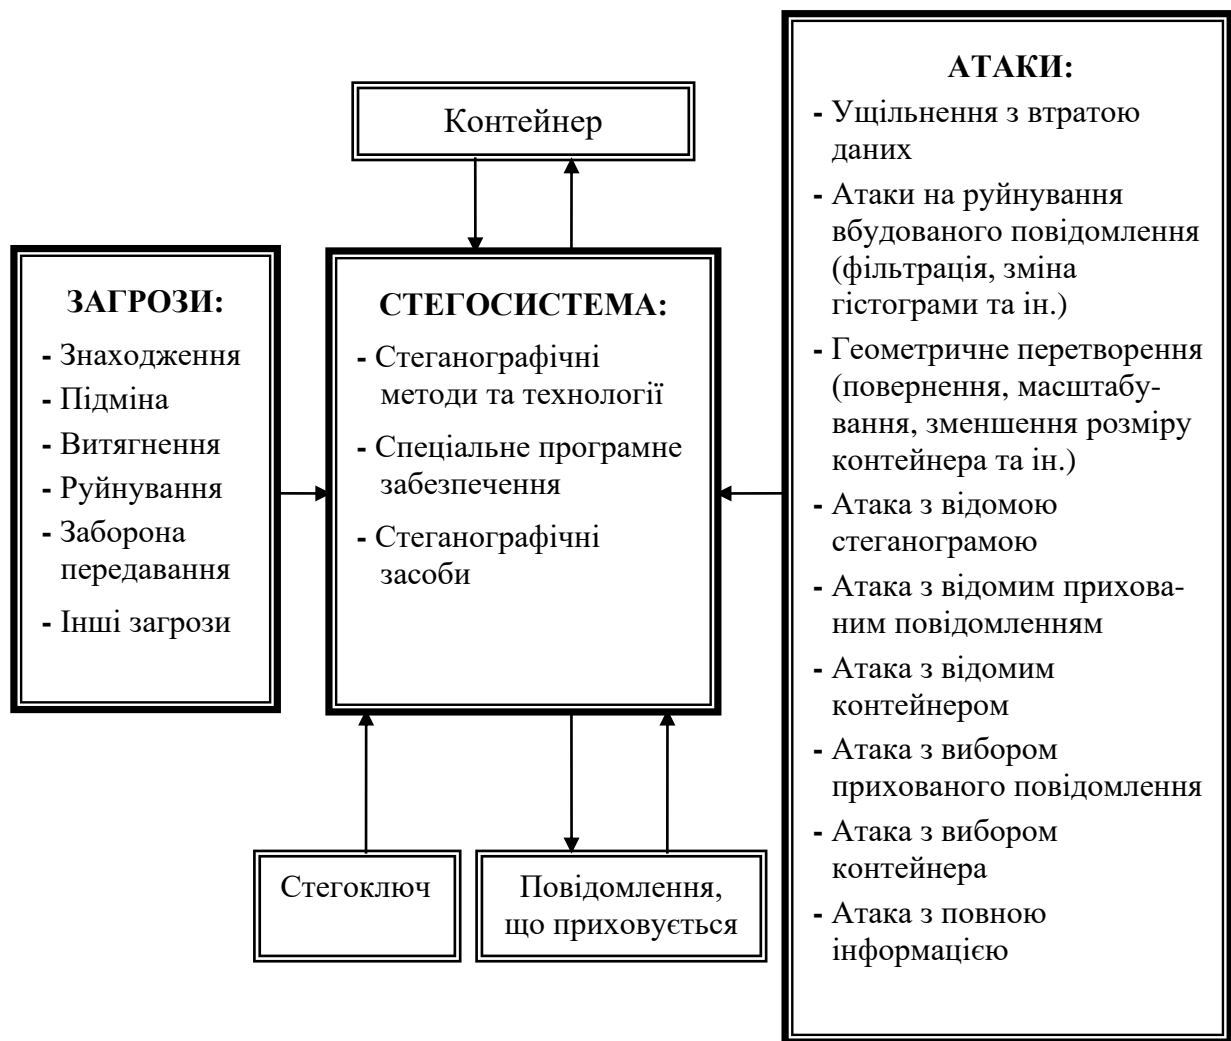 Контейнер
ЗАГРОЗИ:
- Знаходження
- Підміна
- Витягнення
- Руйнування
- Заборона
передавання
- Інші загрози
СТЕГОСИСТЕМА:
- Стеганографічні
методи та технології
- Спеціальне програмне
забезпечення
- Стеганографічні
засоби
Стегоключ
Повідомлення,
що приховується
АТАКИ:
- Ущільнення з втратою
даних
- Атаки на руйнування
вбудованого повідомлення
(фільтрація, зміна
гістограми та ін.)
- Геометричне перетворення
(повернення, масштабу-
вання, зменшення розміру
контейнера та ін.)
- Атака з відомою
стеганограмою
- Атака з відомим прихова-
ним повідомленням
- Атака з відомим
контейнером
- Атака з вибором
прихованого повідомлення
- Атака з вибором
контейнера
- Атака з повною
інформацією